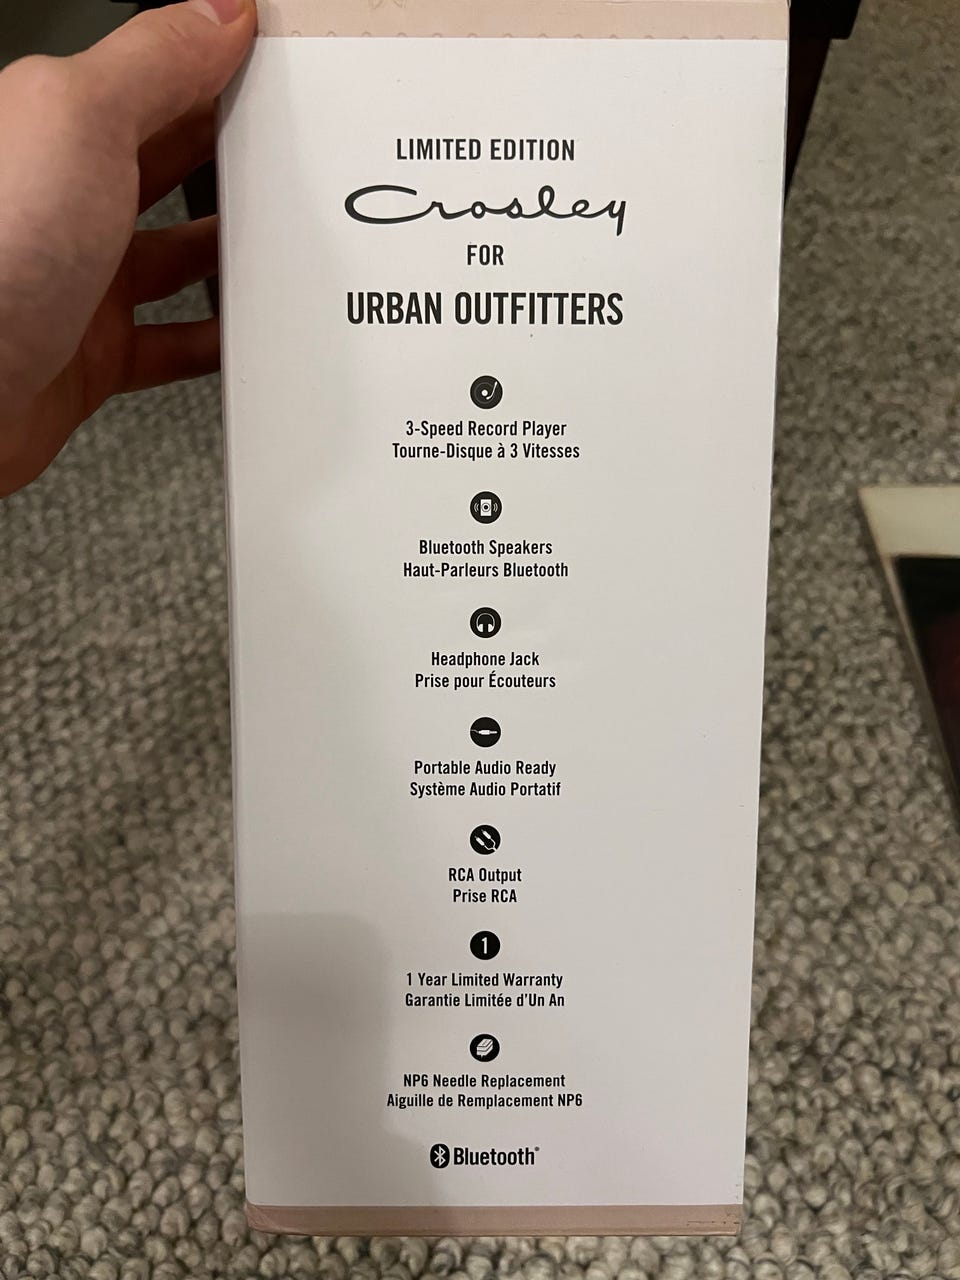 LIMITED EDITION
Crosley
FOR
URBAN OUTFITTERS
3-Speed Record Player
Tourne-Disque à 3 Vitesses
Bluetooth Speakers
Haut-Parleurs Bluetooth
Headphone Jack
Prise pour Écouteurs
Portable Audio Ready
Système Audio Portatif
RCA Output
Prise RCA
1
1 Year Limited Warranty
Garantie Limitée d'Un An
NP6 Needle Replacement
Aiguille de Remplacement NP6
Bluetooth®